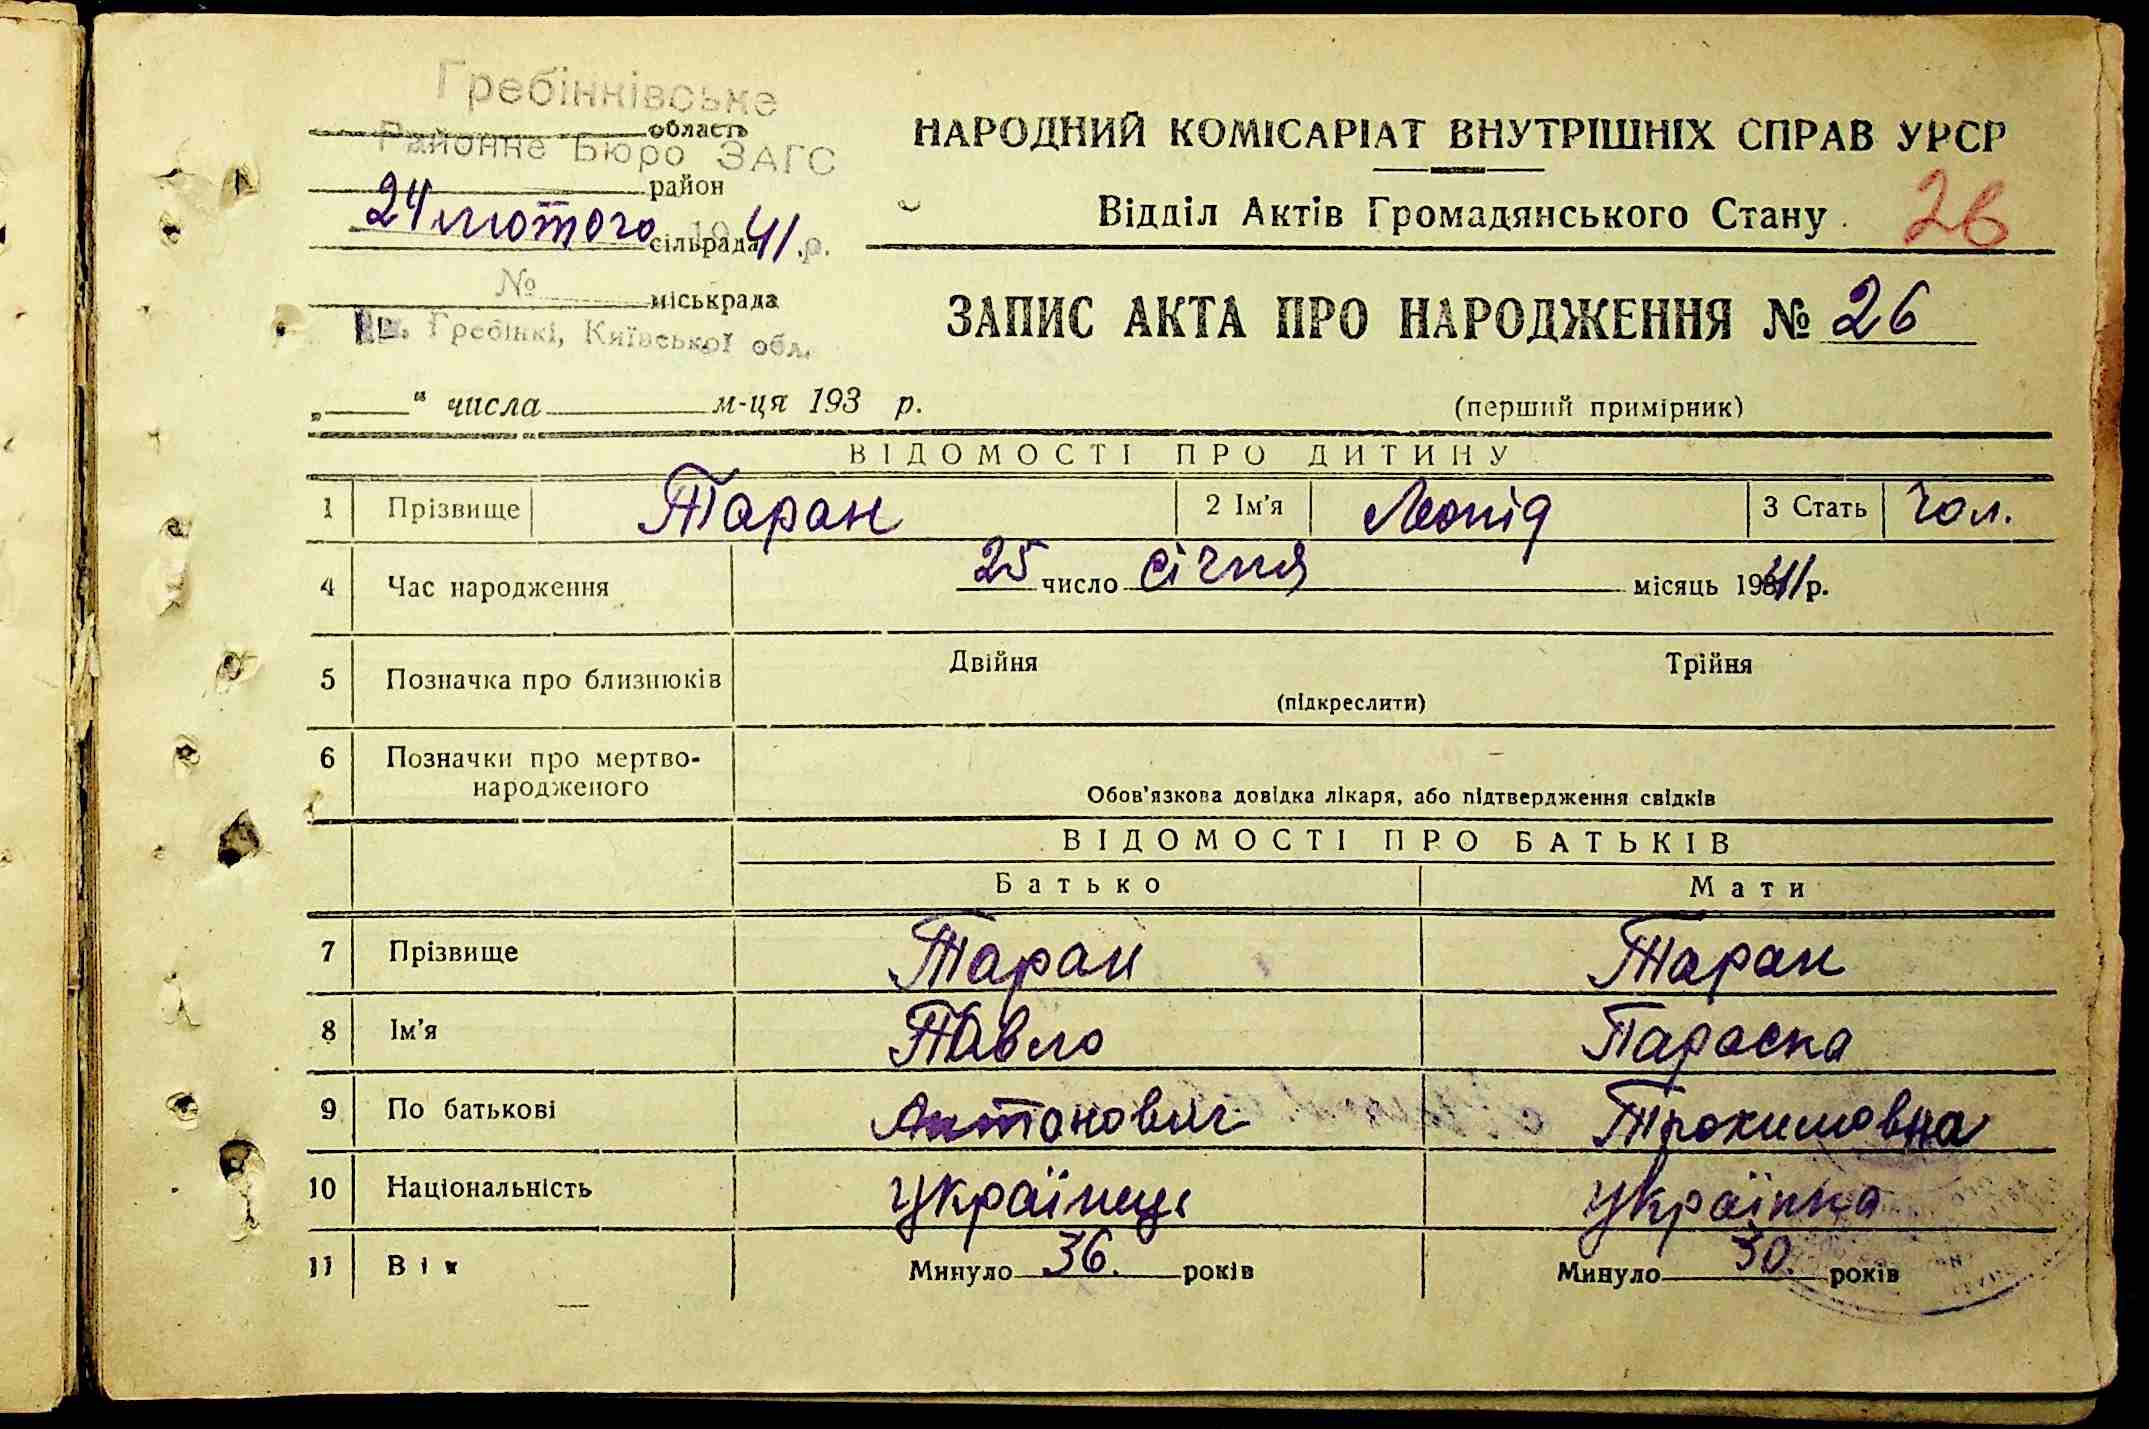 Гребінківське
область
Районне Бюро ЗАГС
район
24 лютого 1941 р.
сільрада
№ міськрада
Гребінкі, Київської обл.
„ “ числа м-ця 193 р.
НАРОДНИЙ КОМІСАРІАТ ВНУТРІШНІХ СПРАВ УРСР
Відділ Актів Громадянського Стану.
26
ЗАПИС АКТА ПРО НАРОДЖЕННЯ № 26
(перший примірник)
ВІДОМОСТІ ПРО ДИТИНУ
1 Прізвище Таран 2 Ім'я Леонід 3 Стать Чол.
4 Час народження 25 число січня місяць 1941 р.
5 Позначка про близнюків Двійня Трійня
(підкреслити)
6 Позначки про мертво-
народженого
Обов'язкова довідка лікаря, або підтвердження свідків
ВІДОМОСТІ ПРО БАТЬКІВ
Батько Мати
7 Прізвище Таран Таран
8 Ім'я Павло Параска
9 По батькові Антонович Трохимовна
10 Національність Українець Українка
11 Вік Минуло 36. років Минуло 30. років